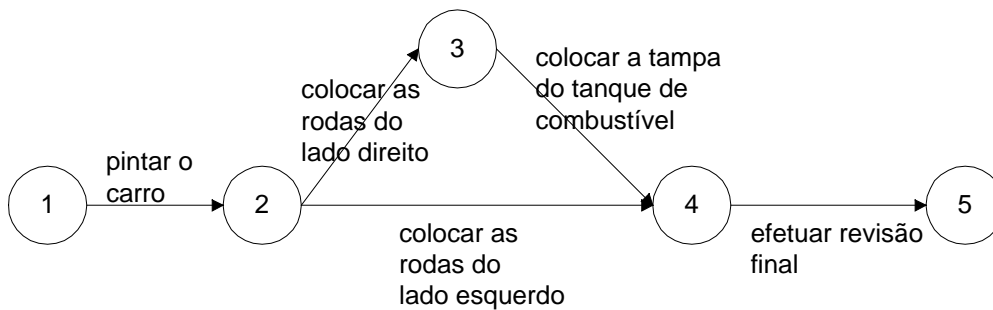 3
colocar a tampa
do tanque de
combustível
colocar as
rodas do
lado direito
pintar o
carro
1
2
4
5
colocar as
rodas do
lado esquerdo
efetuar revisão
final